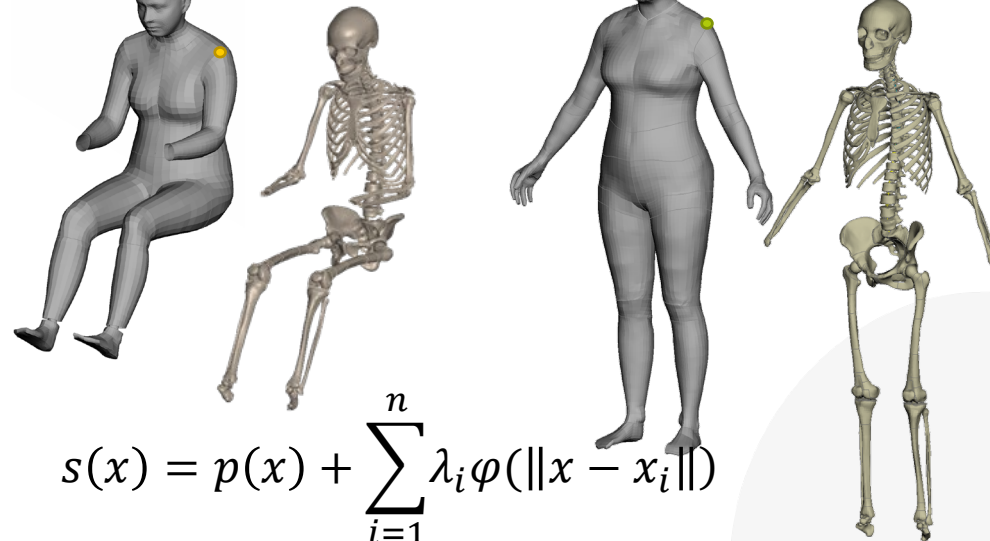 s(x) = p(x) + ∑_{i=1}^{n} λ_i φ(‖x − x_i‖)